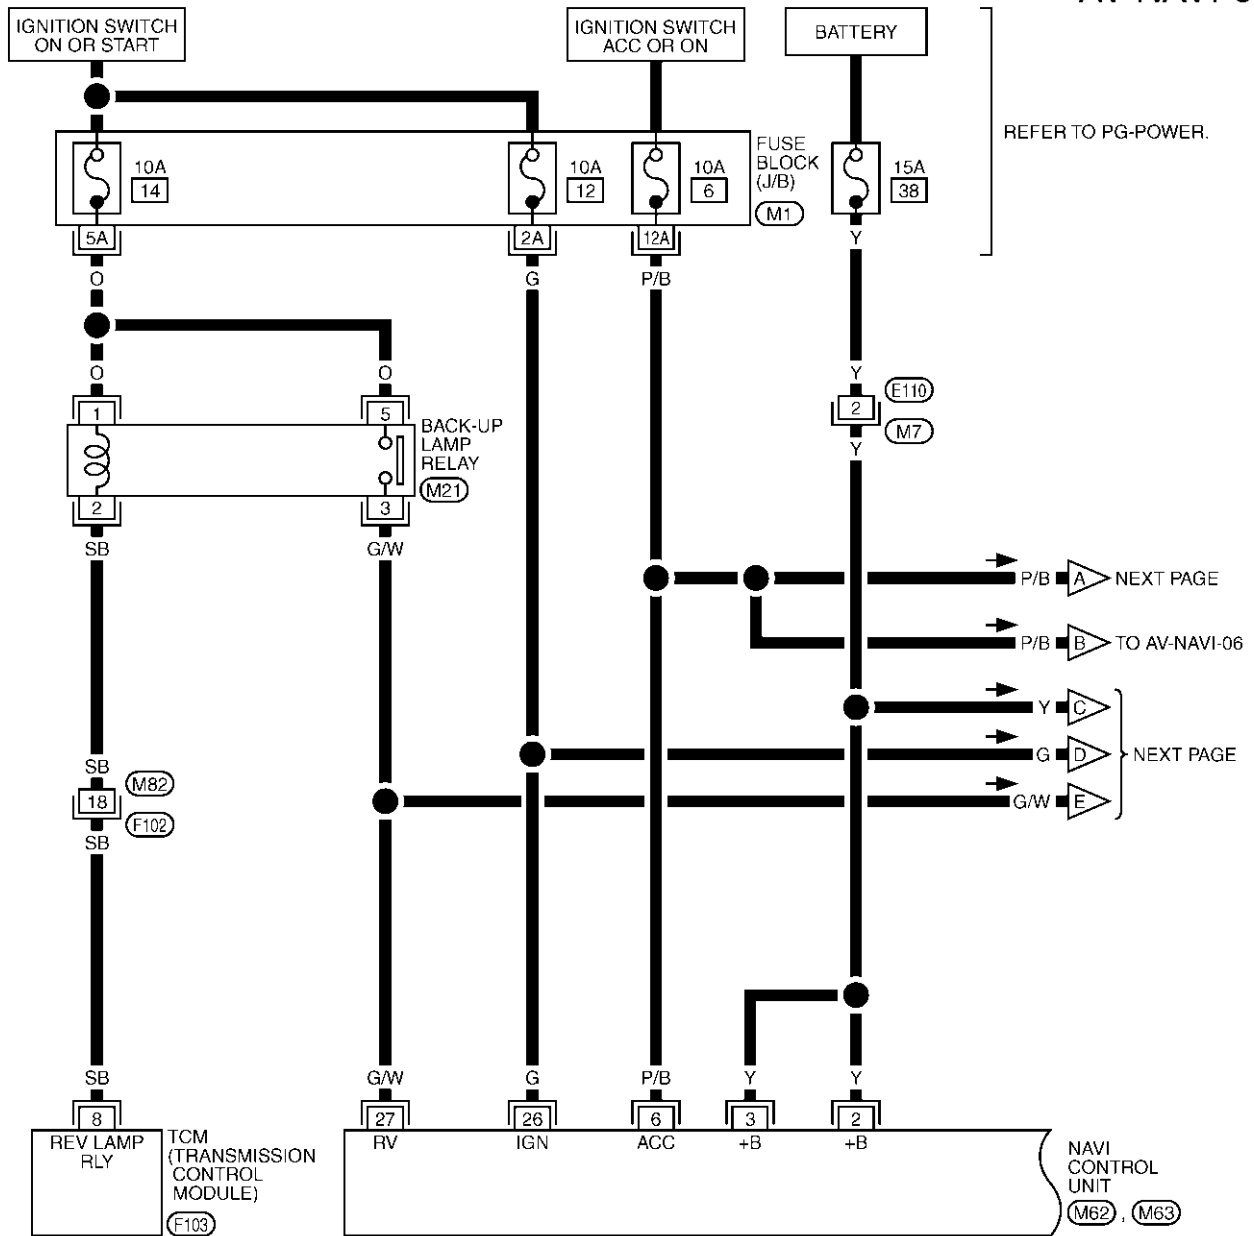 IGNITION SWITCH
ON OR START
IGNITION SWITCH
ACC OR ON
BATTERY
REFER TO PG-POWER.
10A
14
10A
12
10A
6
FUSE
BLOCK
(J/B)
M1
15A
38
5A
2A
12A
Y
O
G
P/B
O
O
Y
E110
1
5
2
M7
Y
BACK-UP
LAMP
RELAY
M21
2
3
SB
G/W
P/B
A
NEXT PAGE
P/B
B
TO AV-NAVI-06
Y
C
G
D
NEXT PAGE
G/W
E
SB
M82
18
F102
SB
SB
G/W
G
P/B
Y
Y
8
27
26
6
3
2
REV LAMP
RLY
TCM
(TRANSMISSION
CONTROL
MODULE)
F103
RV
IGN
ACC
+B
+B
NAVI
CONTROL
UNIT
M62 , M63